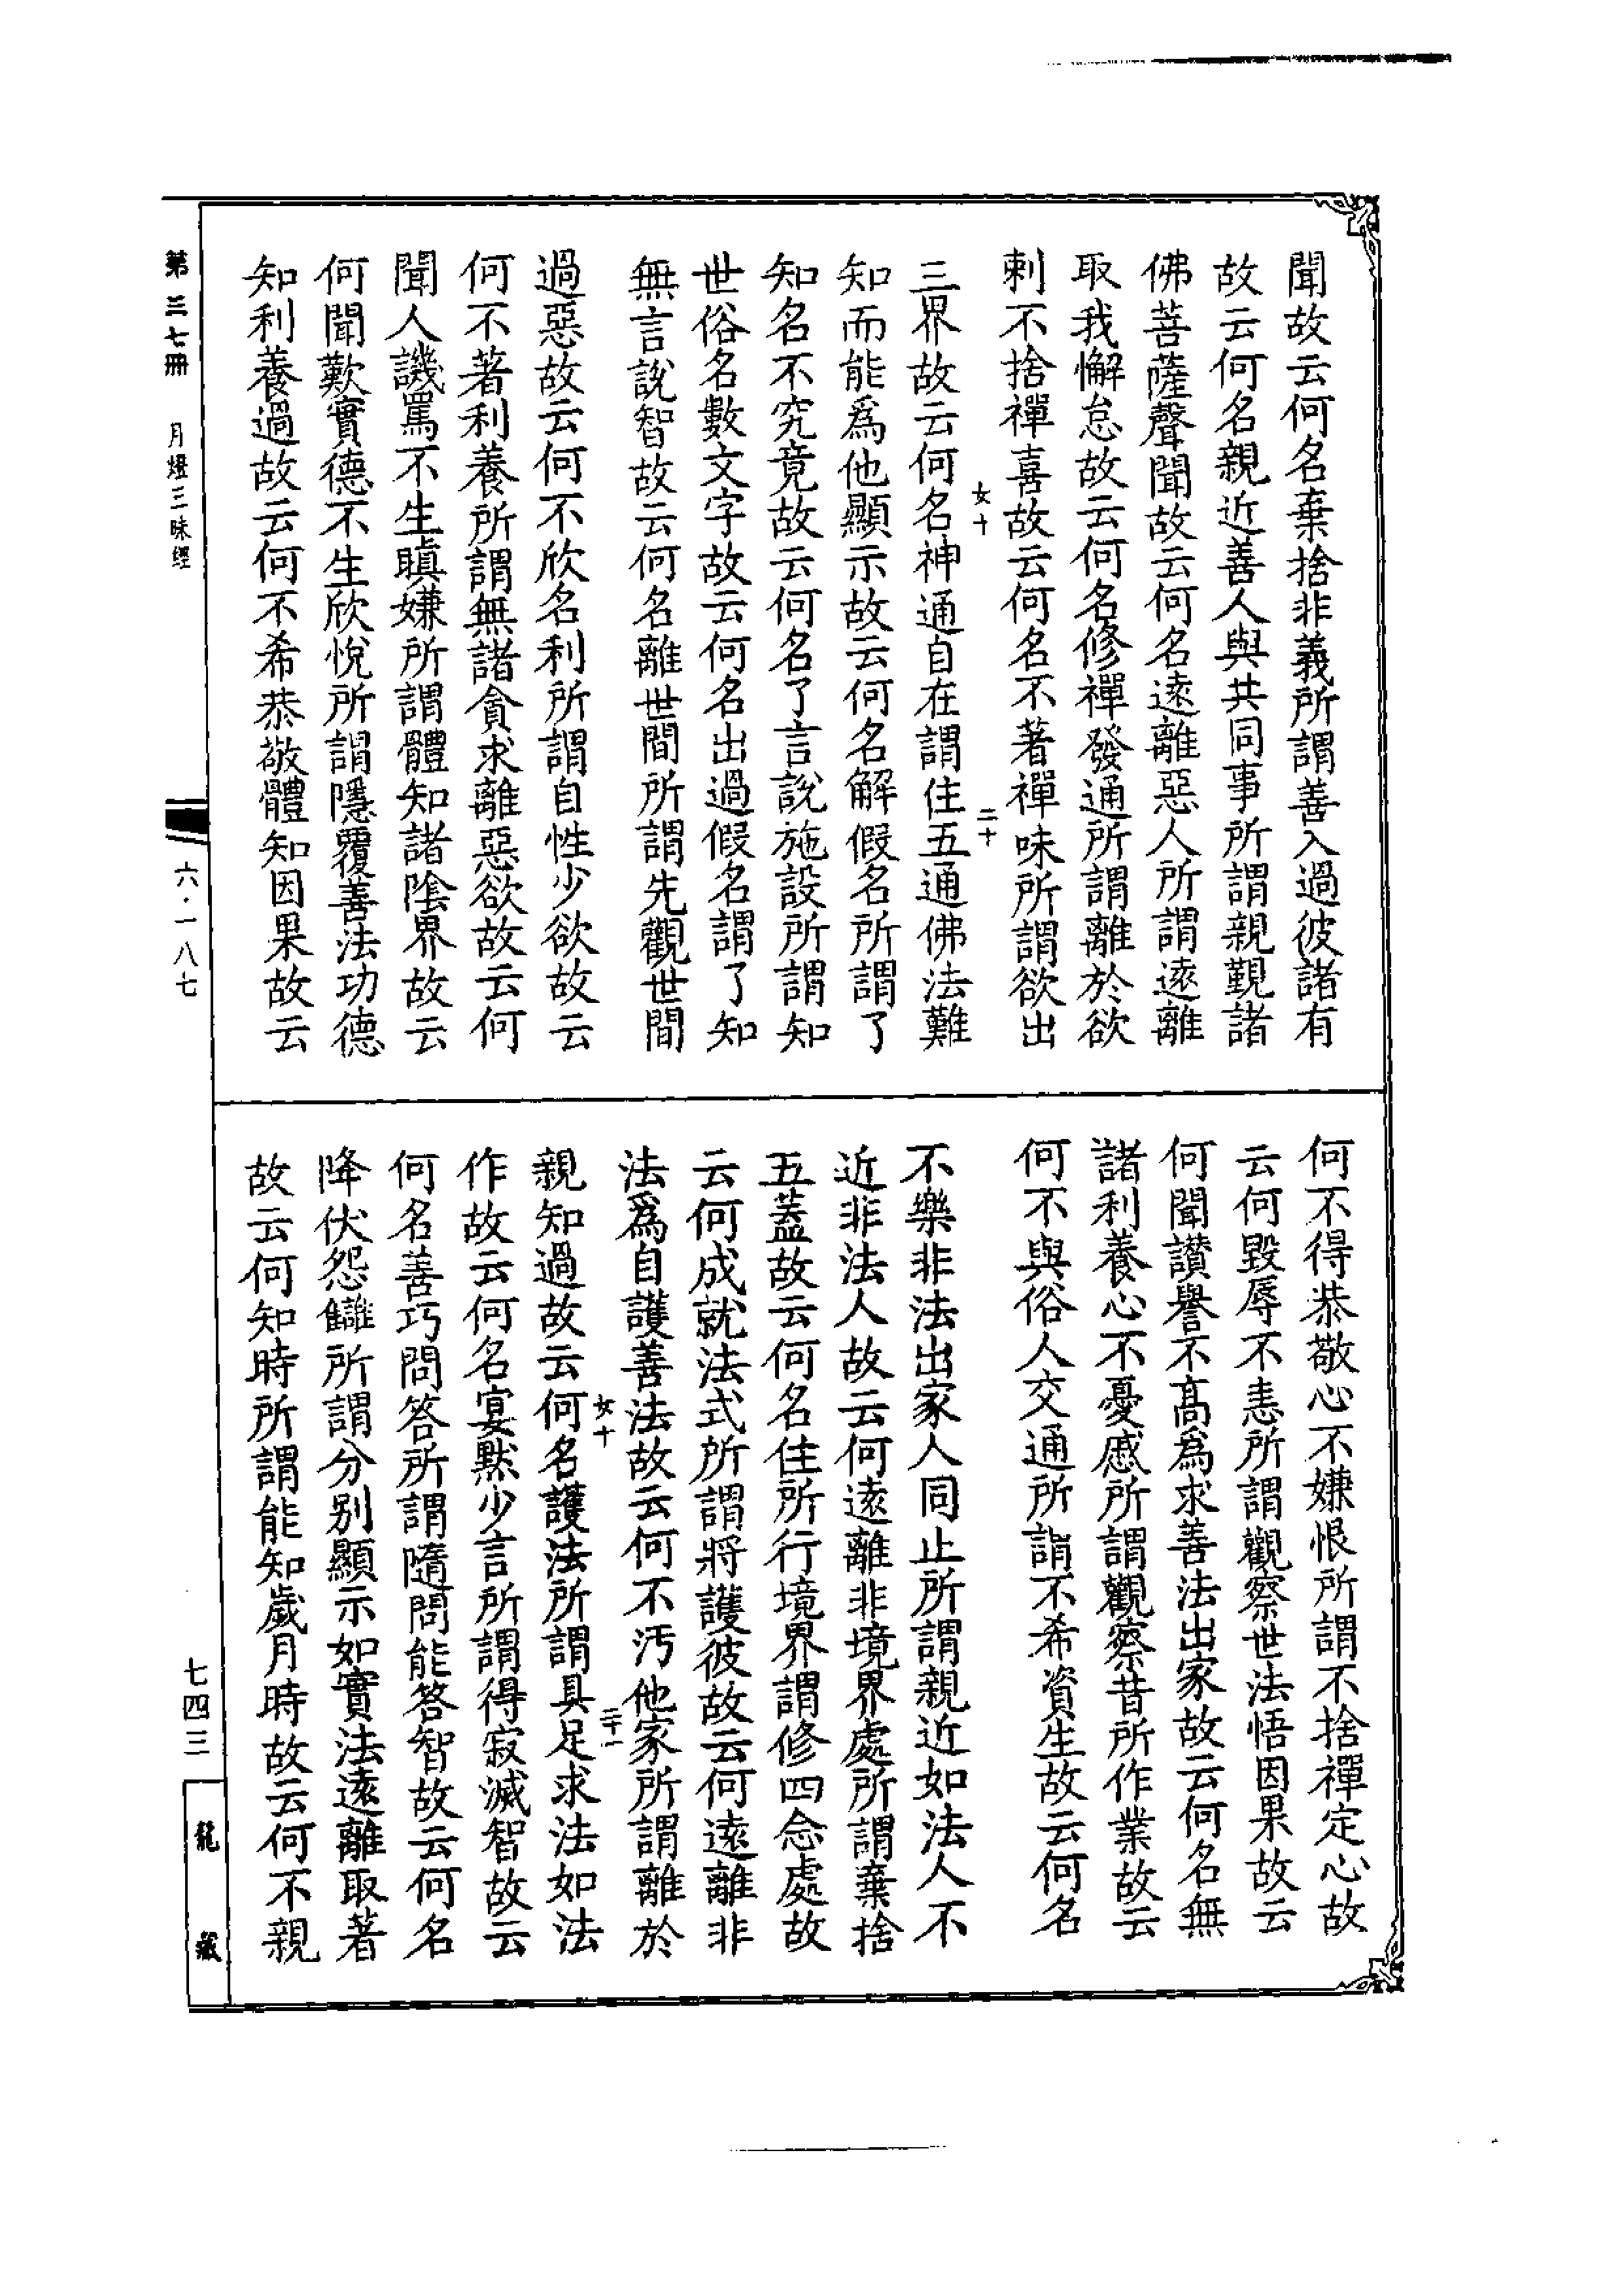 聞故云何名棄捨非義所謂善入過彼諸有
故云何名親近善人與共同事所謂親覲諸
佛菩薩聲聞故云何名遠離惡人所謂遠離
取我懈怠故云何名修禪發通所謂離於欲
刺不捨禪喜故云何名不著禪味所謂欲出
女十
二十
三界故云何名神通自在謂住五通佛法難
知而能爲他顯示故云何名解假名所謂了
知名不究竟故云何名了言說施設所謂知
世俗名數文字故云何名出過假名謂了知
無言說智故云何名離世間所謂先觀世間
過惡故云何不欣名利所謂自性少欲故云
何不著利養所謂無諸貪求離惡欲故云何
聞人譏罵不生瞋嫌所謂體知諸陰界故云
何聞歎實德不生欣悅所謂隱覆善法功德
知利養過故云何不希恭敬體知因果故云
何不得恭敬心不嫌恨所謂不捨禪定心故
云何毀辱不恚所謂觀察世法悟因果故云
何聞讃譽不高爲求善法出家故云何名無
諸利養心不憂慼所謂觀察昔所作業故云
何不與俗人交通所謂不希資生故云何名
不樂非法出家人同止所謂親近如法人不
近非法人故云何遠離非境界處所謂棄捨
五蓋故云何名住所行境界謂修四念處故
云何成就法式所謂將護彼故云何遠離非
法爲自護善法故云何不汚他家所謂離於
女十
二十一
親知過故云何名護法所謂具足求法如法
作故云何名宴默少言所謂得寂滅智故云
何名善巧問答所謂隨問能答智故云何名
降伏怨讎所謂分别顯示如實法遠離取著
故云何知時所謂能知歲月時故云何不親
第三七冊 月燈三昧經
六·一八七
七四三
龍藏